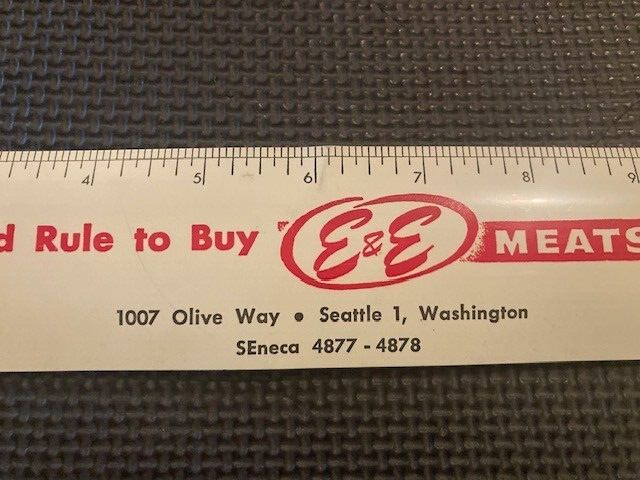 4 5 6 7 8 9
d Rule to Buy E&E MEATS
1007 Olive Way • Seattle 1, Washington
SEneca 4877 - 4878